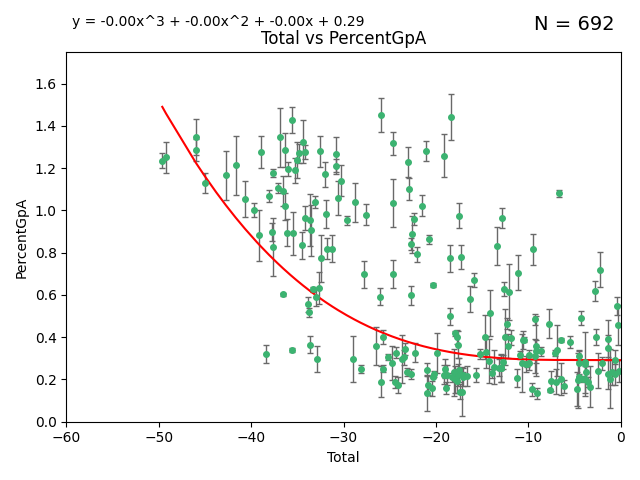 y = -0.00x^3 + -0.00x^2 + -0.00x + 0.29
N = 692
Total vs PercentGpA
PercentGpA
1.6
1.4
1.2
1.0
0.8
0.6
0.4
0.2
0.0
−60 −50 −40 −30 −20 −10 0
Total